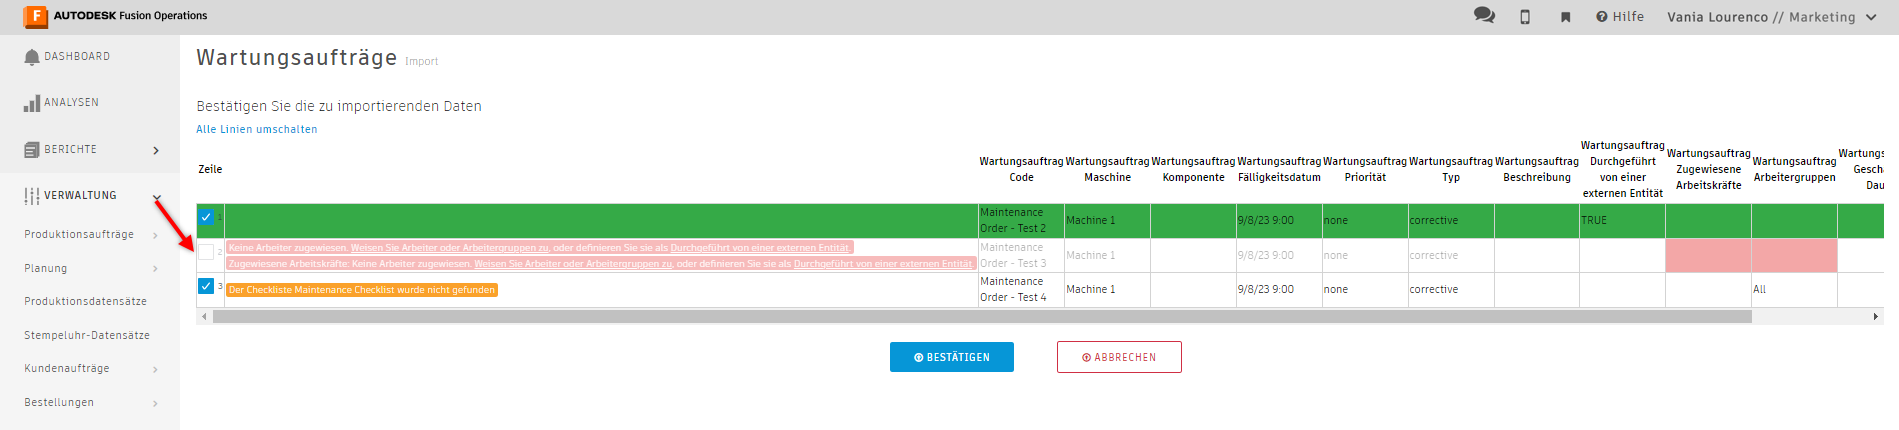 F AUTODESK Fusion Operations
Hilfe
Vania Lourenco // Marketing
DASHBOARD
ANALYSEN
BERICHTE
VERWALTUNG
Produktionsaufträge
Planung
Produktionsdatensätze
Stempeluhr-Datensätze
Kundenaufträge
Bestellungen
Wartungsaufträge Import
Bestätigen Sie die zu importierenden Daten
Alle Linien umschalten
Zeile
Wartungsauftrag
Code
Wartungsauftrag
Maschine
Wartungsauftrag
Komponente
Wartungsauftrag
Fälligkeitsdatum
Wartungsauftrag
Priorität
Wartungsauftrag
Typ
Wartungsauftrag
Beschreibung
Wartungsauftrag
Durchgeführt
von einer
externen Entität
Wartungsauftrag
Zugewiesene
Arbeitskräfte
Wartungsauftrag
Arbeitergruppen
Wartungs
Gesch
Dau
1
Maintenance
Order - Test 2
Machine 1
9/8/23 9:00
none
corrective
TRUE
2
Keine Arbeiter zugewiesen. Weisen Sie Arbeiter oder Arbeitergruppen zu, oder definieren Sie sie als Durchgeführt von einer externen Entität.
Zugewiesene Arbeitskräfte: Keine Arbeiter zugewiesen. Weisen Sie Arbeiter oder Arbeitergruppen zu, oder definieren Sie sie als Durchgeführt von einer externen Entität.
Maintenance
Order - Test 3
Machine 1
9/8/23 9:00
none
corrective
3
Der Checkliste Maintenance Checklist wurde nicht gefunden
Maintenance
Order - Test 4
Machine 1
9/8/23 9:00
none
corrective
All
BESTÄTIGEN
ABBRECHEN